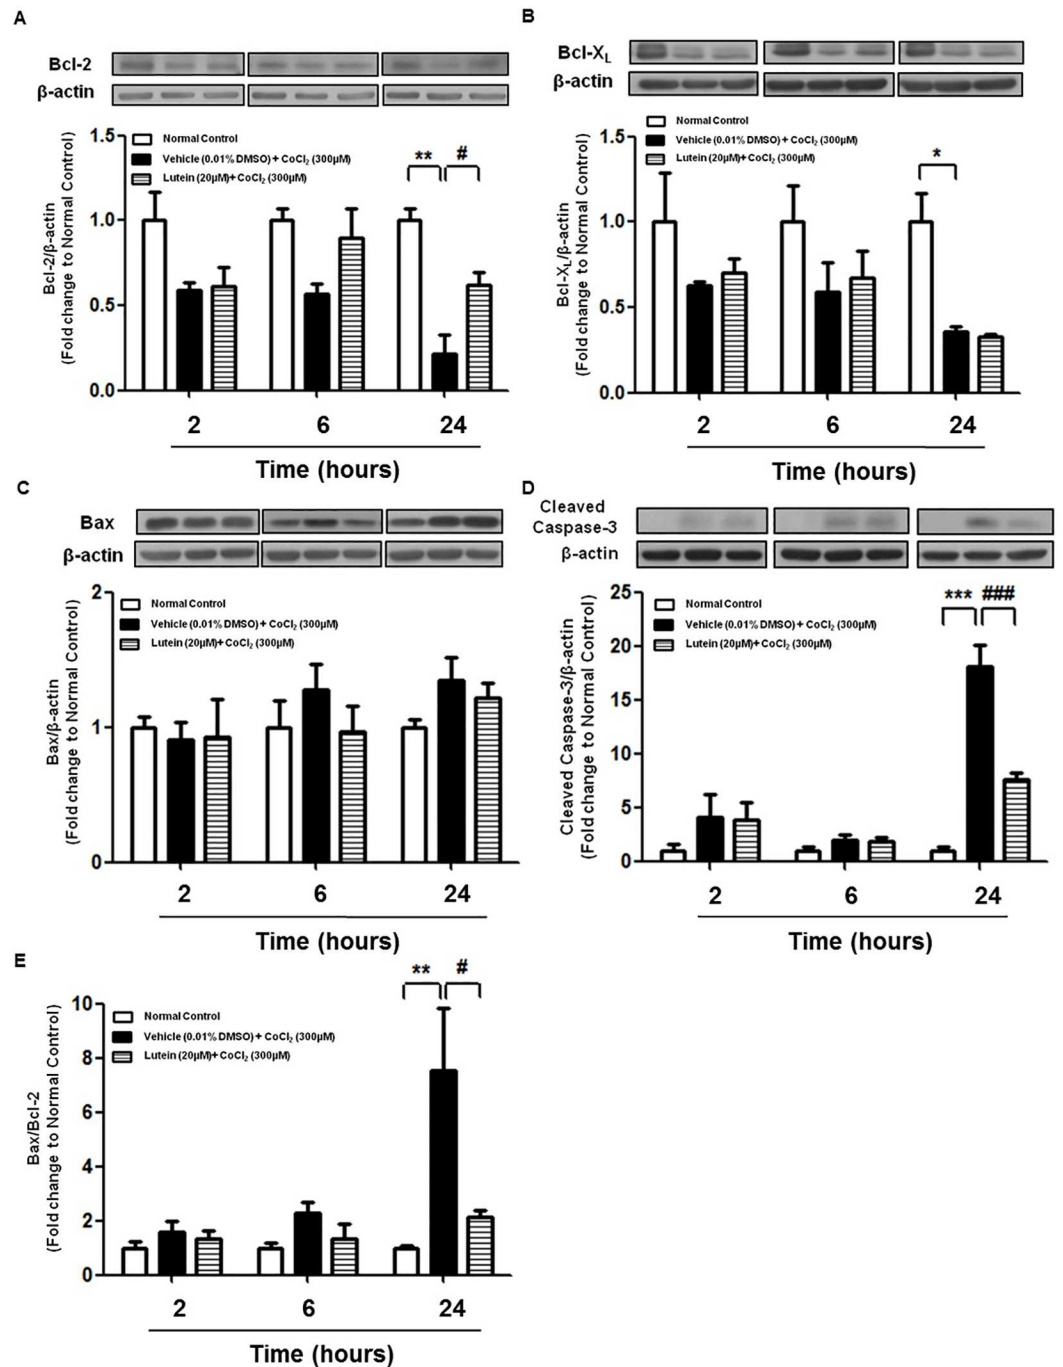 A
Bcl-2
β-actin
Bcl-2/β-actin
(Fold change to Normal Control)
1.5
1.0
0.5
0.0
Normal Control
Vehicle (0.01% DMSO) + CoCl₂ (300μM)
Lutein (20μM)+ CoCl₂ (300μM)
** #
2 6 24
Time (hours)
B
Bcl-X_L
β-actin
Bcl-X_L/β-actin
(Fold change to Normal Control)
1.5
1.0
0.5
0.0
Normal Control
Vehicle (0.01% DMSO) + CoCl₂ (300μM)
Lutein (20μM)+ CoCl₂ (300μM)
*
2 6 24
Time (hours)
C
Bax
β-actin
Bax/β-actin
(Fold change to Normal Control)
2
1
0
Normal Control
Vehicle (0.01% DMSO) + CoCl₂ (300μM)
Lutein (20μM)+ CoCl₂ (300μM)
2 6 24
Time (hours)
D
Cleaved
Caspase-3
β-actin
Cleaved Caspase-3/β-actin
(Fold change to Normal Control)
25
20
15
10
5
0
Normal Control
Vehicle (0.01% DMSO) + CoCl₂ (300μM)
Lutein (20μM)+ CoCl₂ (300μM)
*** ###
2 6 24
Time (hours)
E
Bax/Bcl-2
(Fold change to Normal Control)
10
8
6
4
2
0
Normal Control
Vehicle (0.01% DMSO) + CoCl₂ (300μM)
Lutein (20μM)+ CoCl₂ (300μM)
** #
2 6 24
Time (hours)